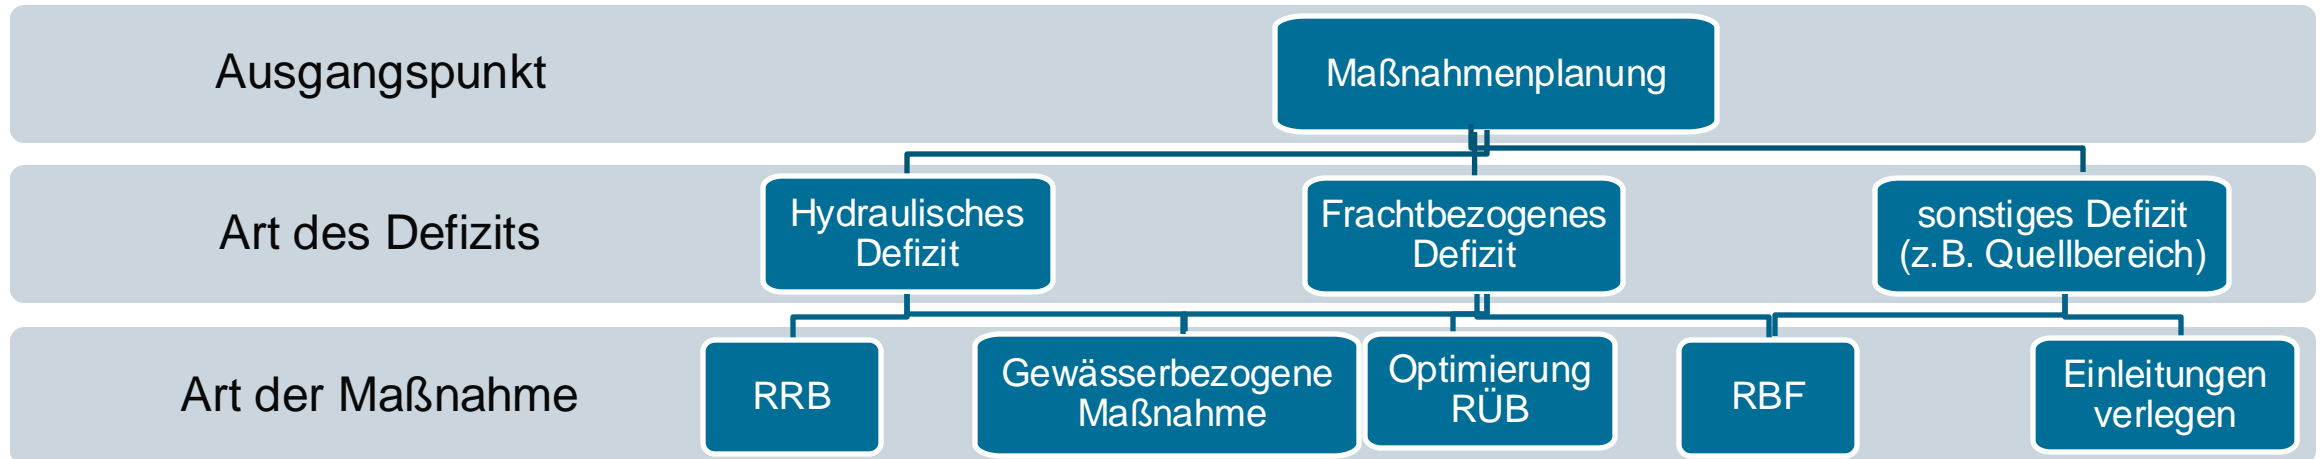 Ausgangspunkt
Maßnahmenplanung
Art des Defizits
Hydraulisches
Defizit
Frachtbezogenes
Defizit
sonstiges Defizit
(z.B. Quellbereich)
Art der Maßnahme
RRB
Gewässerbezogene
Maßnahme
Optimierung
RÜB
RBF
Einleitungen
verlegen